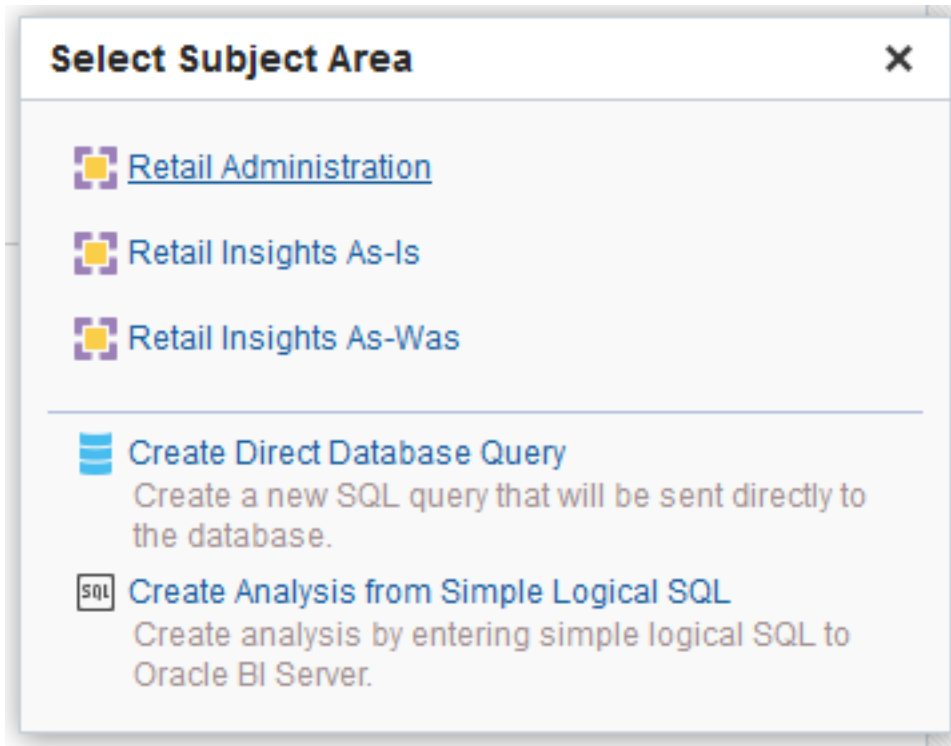 Select Subject Area
Retail Administration
Retail Insights As-Is
Retail Insights As-Was
Create Direct Database Query
Create a new SQL query that will be sent directly to
the database.
SQL Create Analysis from Simple Logical SQL
Create analysis by entering simple logical SQL to
Oracle BI Server.